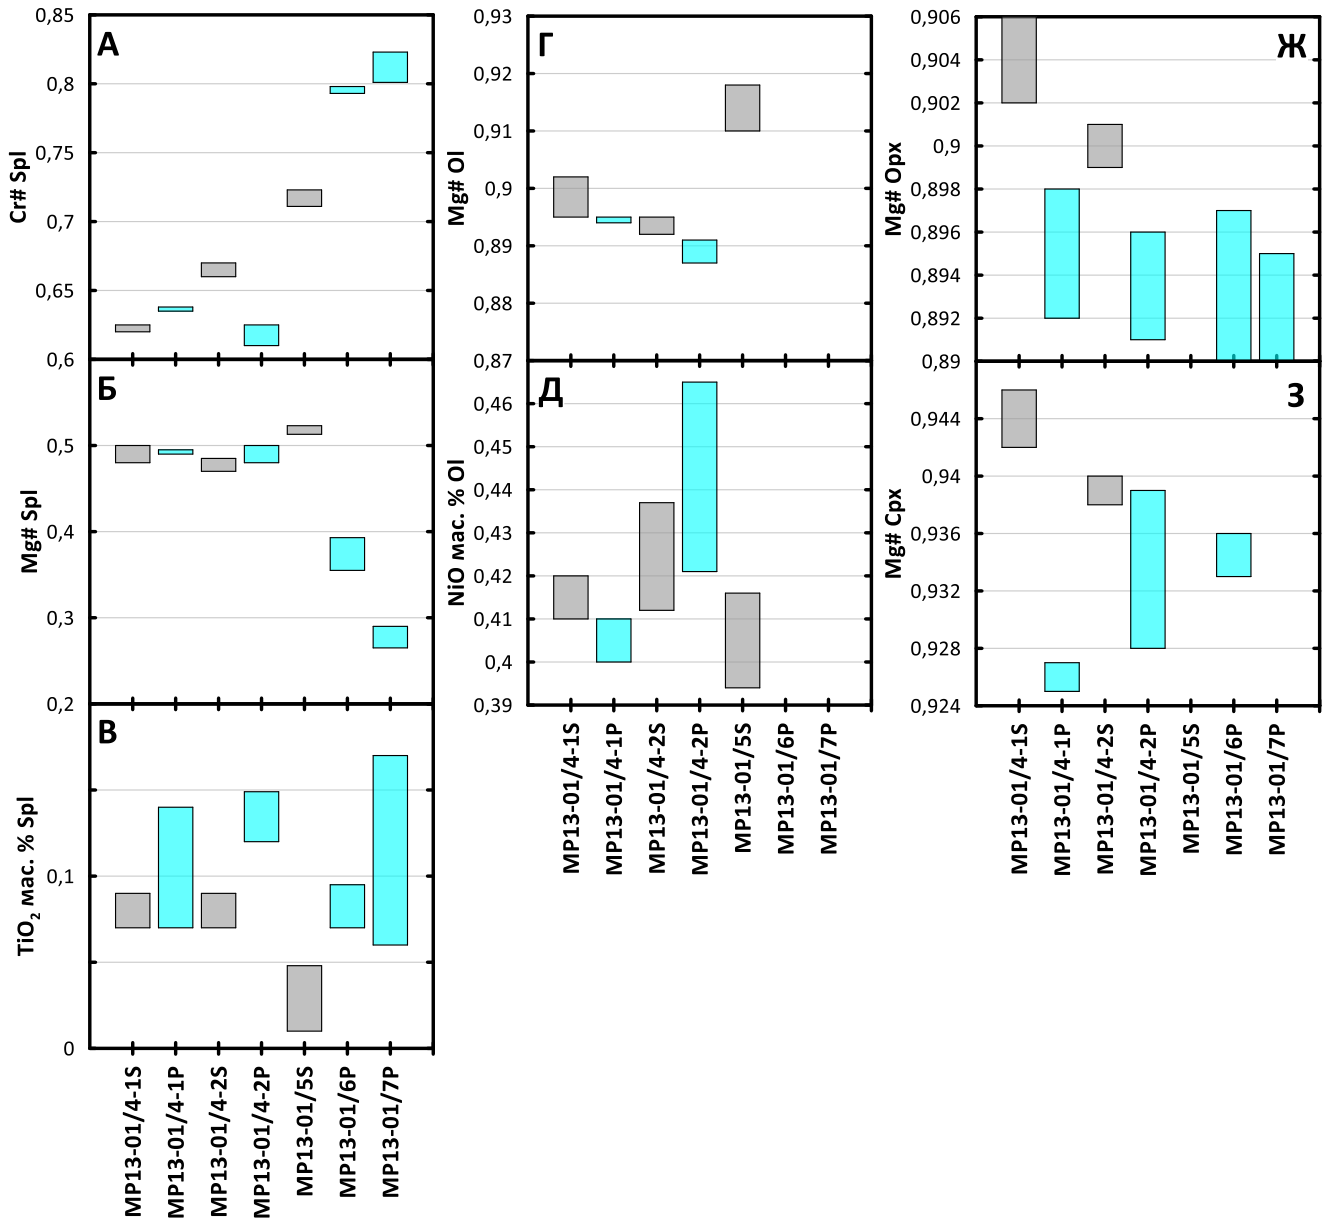 А
Cr# Spl
0,85
0,8
0,75
0,7
0,65
0,6
Б
Mg# Spl
0,5
0,4
0,3
0,2
В
TiO2 мас. % Spl
0,1
0
MP13-01/4-1S
MP13-01/4-1P
MP13-01/4-2S
MP13-01/4-2P
MP13-01/5S
MP13-01/6P
MP13-01/7P
Г
Mg# Ol
0,93
0,92
0,91
0,9
0,89
0,88
0,87
Д
NiO мас. % Ol
0,46
0,45
0,44
0,43
0,42
0,41
0,4
0,39
MP13-01/4-1S
MP13-01/4-1P
MP13-01/4-2S
MP13-01/4-2P
MP13-01/5S
MP13-01/6P
MP13-01/7P
Ж
Mg# Opx
0,906
0,904
0,902
0,9
0,898
0,896
0,894
0,892
0,89
З
Mg# Cpx
0,944
0,94
0,936
0,932
0,928
0,924
MP13-01/4-1S
MP13-01/4-1P
MP13-01/4-2S
MP13-01/4-2P
MP13-01/5S
MP13-01/6P
MP13-01/7P